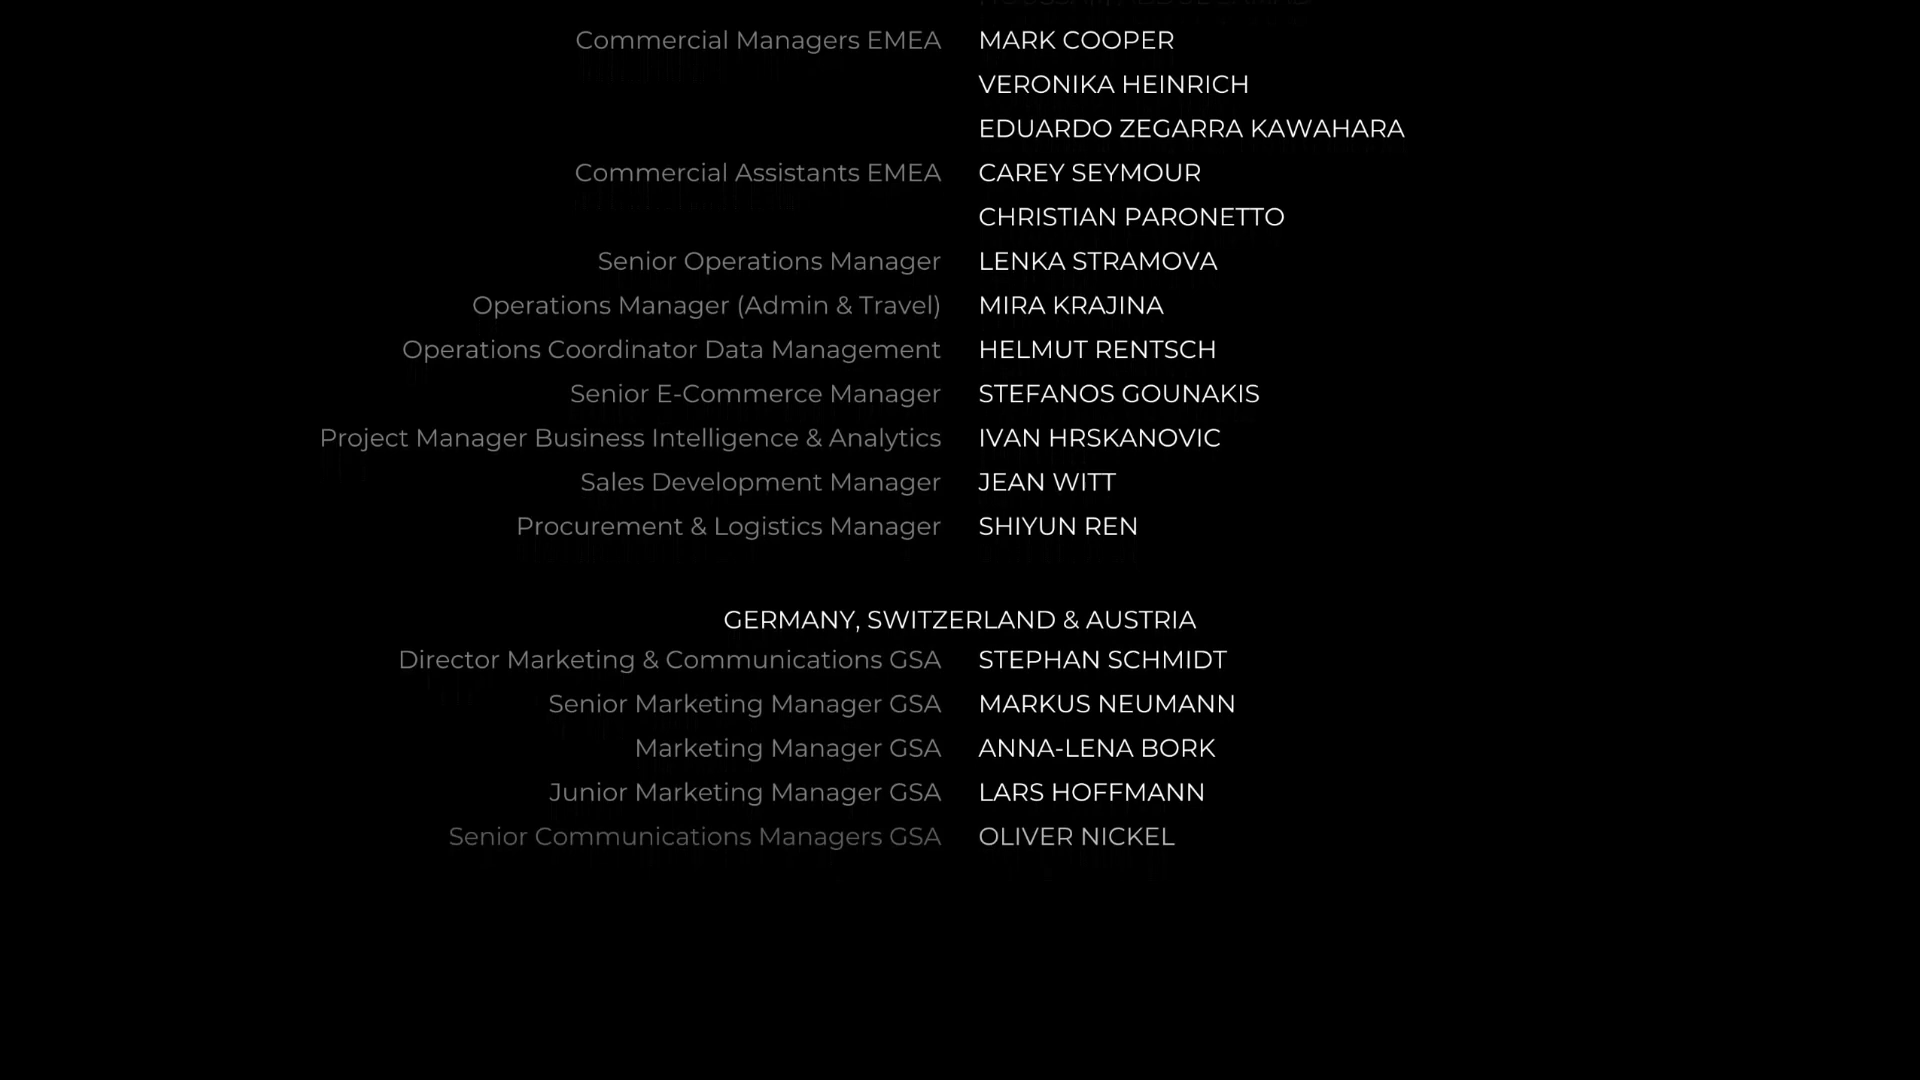 Commercial Managers EMEA MARK COOPER
VERONIKA HEINRICH
EDUARDO ZEGARRA KAWAHARA
Commercial Assistants EMEA CAREY SEYMOUR
CHRISTIAN PARONETTO
Senior Operations Manager LENKA STRAMOVA
Operations Manager (Admin & Travel) MIRA KRAJINA
Operations Coordinator Data Management HELMUT RENTSCH
Senior E-Commerce Manager STEFANOS GOUNAKIS
Project Manager Business Intelligence & Analytics IVAN HRSKANOVIC
Sales Development Manager JEAN WITT
Procurement & Logistics Manager SHIYUN REN
GERMANY, SWITZERLAND & AUSTRIA
Director Marketing & Communications GSA STEPHAN SCHMIDT
Senior Marketing Manager GSA MARKUS NEUMANN
Marketing Manager GSA ANNA-LENA BORK
Junior Marketing Manager GSA LARS HOFFMANN
Senior Communications Managers GSA OLIVER NICKEL